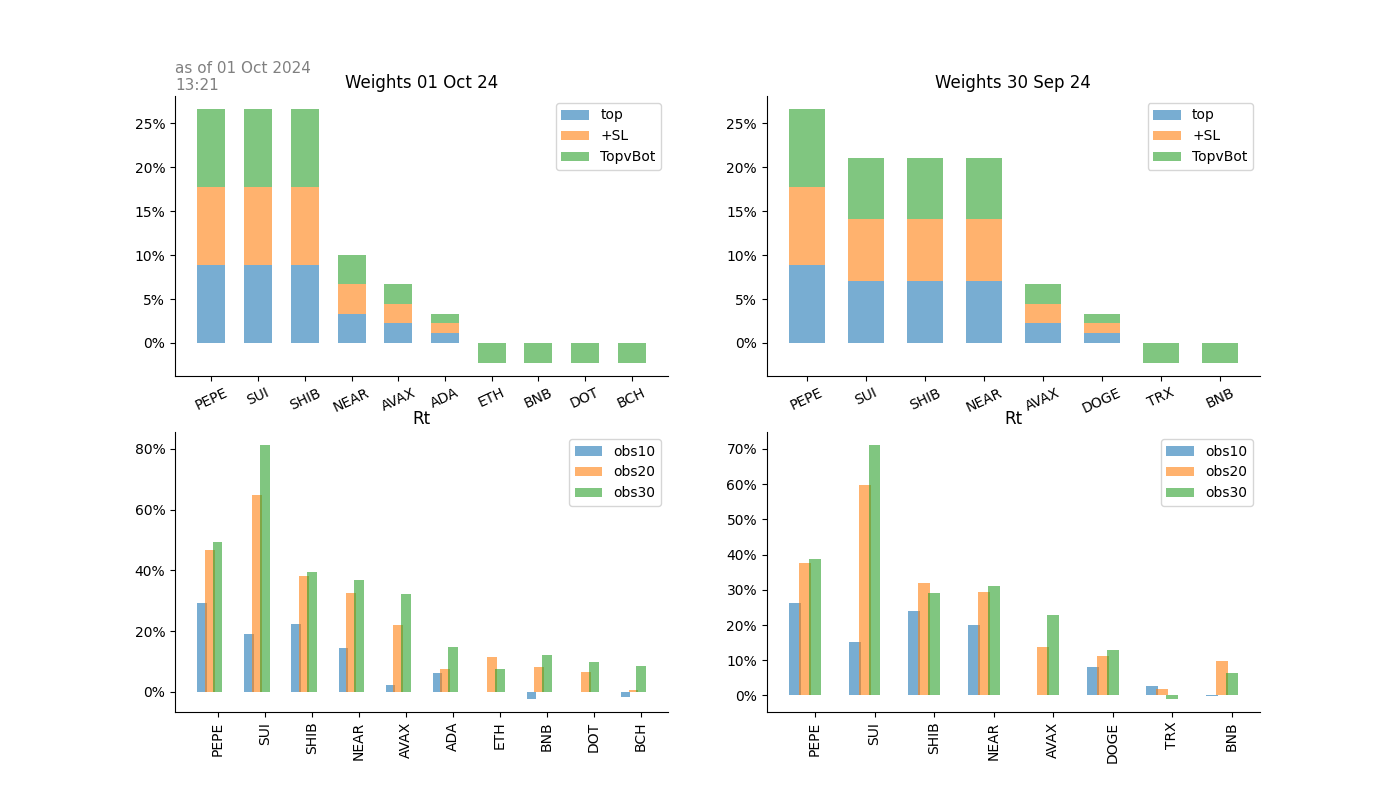 as of 01 Oct 2024
13:21
Weights 01 Oct 24
25%
20%
15%
10%
5%
0%
top
+SL
TopvBot
PEPE SUI SHIB NEAR AVAX ADA ETH BNB DOT BCH
Weights 30 Sep 24
25%
20%
15%
10%
5%
0%
top
+SL
TopvBot
PEPE SUI SHIB NEAR AVAX DOGE TRX BNB
Rt
80%
60%
40%
20%
0%
obs10
obs20
obs30
PEPE SUI SHIB NEAR AVAX ADA ETH BNB DOT BCH
Rt
70%
60%
50%
40%
30%
20%
10%
0%
obs10
obs20
obs30
PEPE SUI SHIB NEAR AVAX DOGE TRX BNB